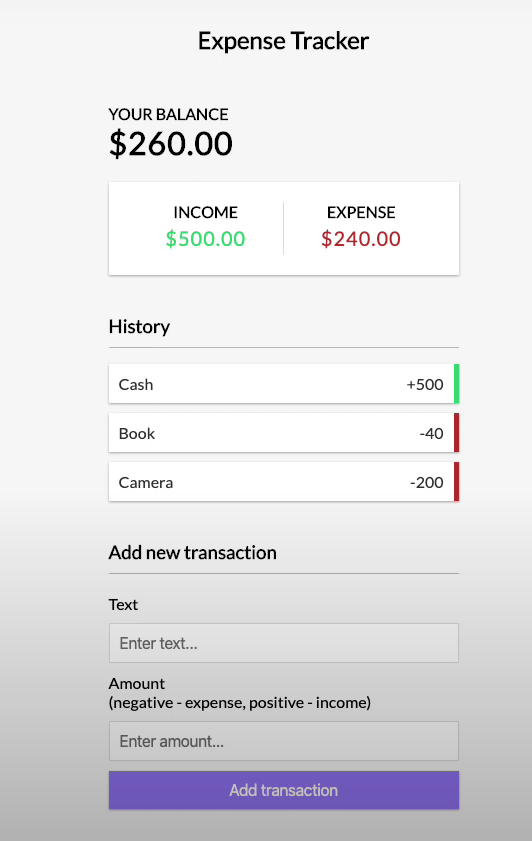 Expense Tracker
YOUR BALANCE
$260.00
INCOME EXPENSE
$500.00 $240.00
History
Cash +500
Book -40
Camera -200
Add new transaction
Text
Enter text...
Amount
(negative - expense, positive - income)
Enter amount...
Add transaction